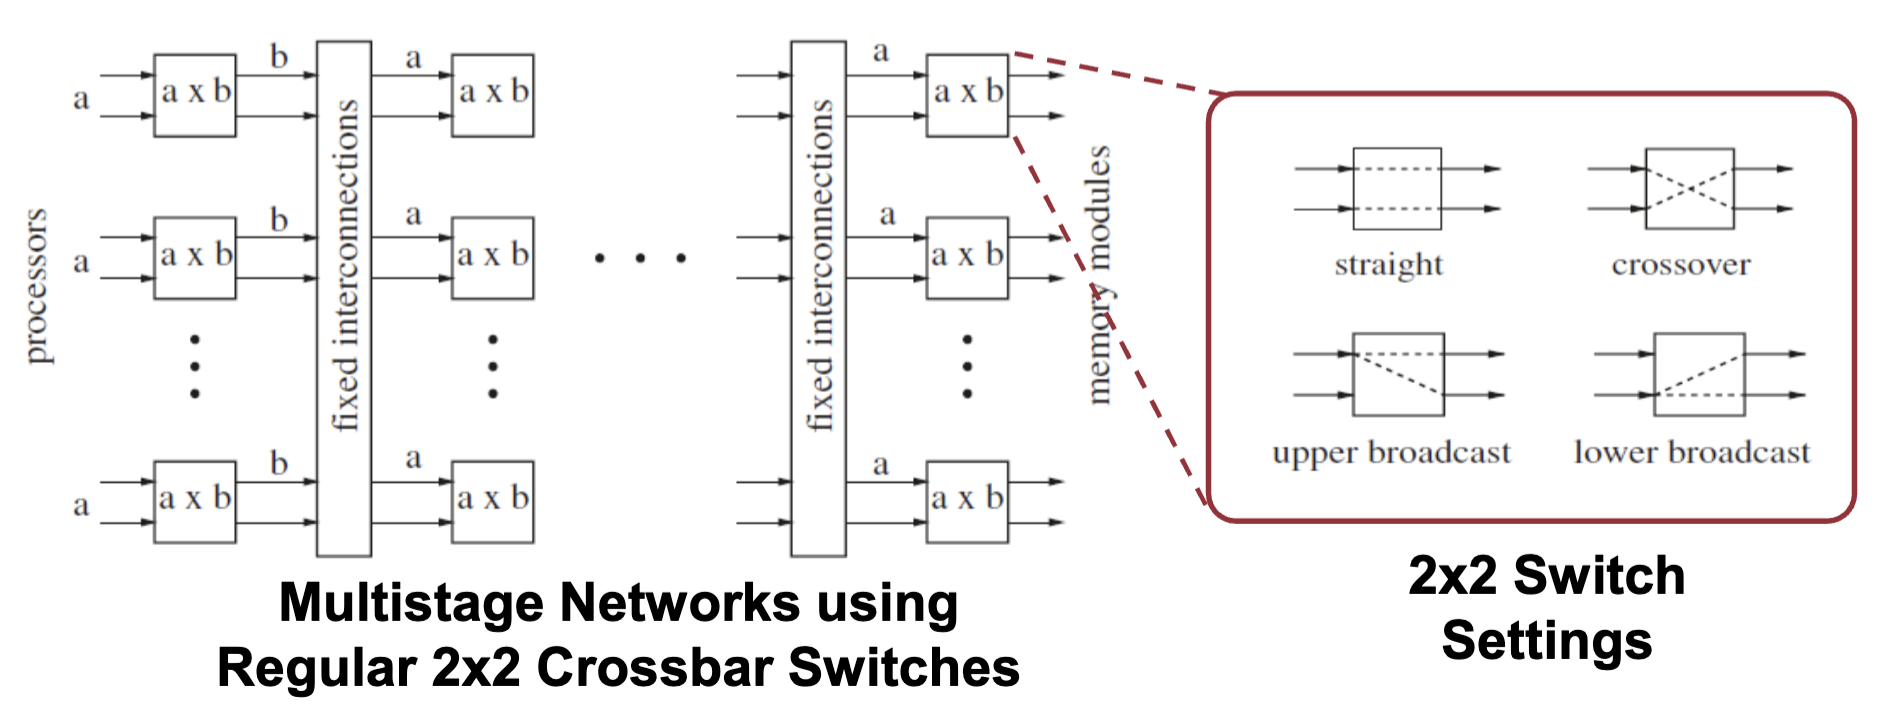 processors
a
a x b
b
a
a x b
a
a x b
a
a x b
b
a
a x b
a
a x b
a
a x b
b
a
a x b
a
a x b
fixed interconnections
fixed interconnections
memory modules
straight
crossover
upper broadcast
lower broadcast
Multistage Networks using
Regular 2x2 Crossbar Switches
2x2 Switch
Settings